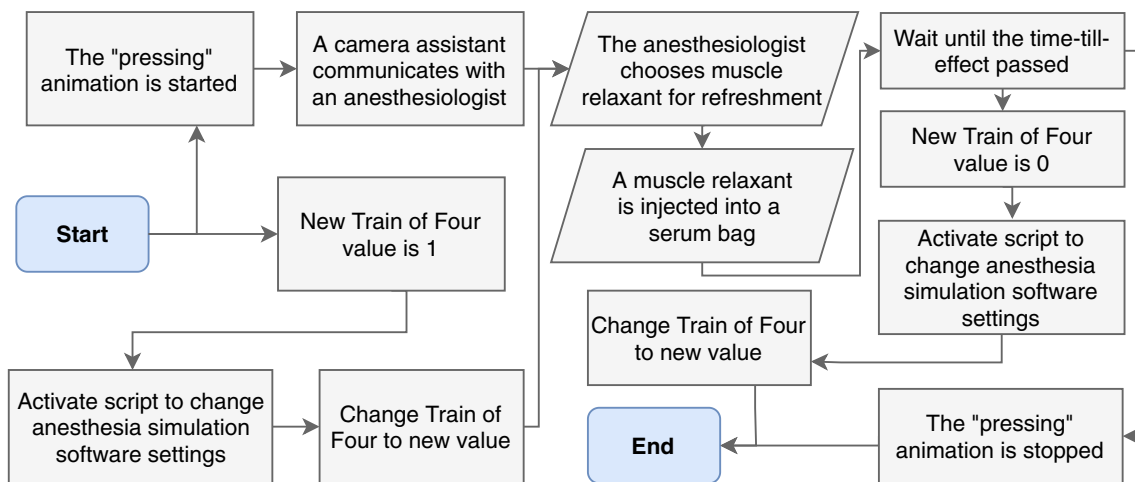 The "pressing"
animation is started
A camera assistant
communicates with
an anesthesiologist
The anesthesiologist
chooses muscle
relaxant for refreshment
Wait until the time-till-
effect passed
New Train of Four
value is 0
A muscle relaxant
is injected into a
serum bag
Start
New Train of Four
value is 1
Activate script to
change anesthesia
simulation software
settings
Change Train of Four
to new value
Activate script to change
anesthesia simulation
software settings
Change Train of
Four to new value
End
The "pressing"
animation is stopped